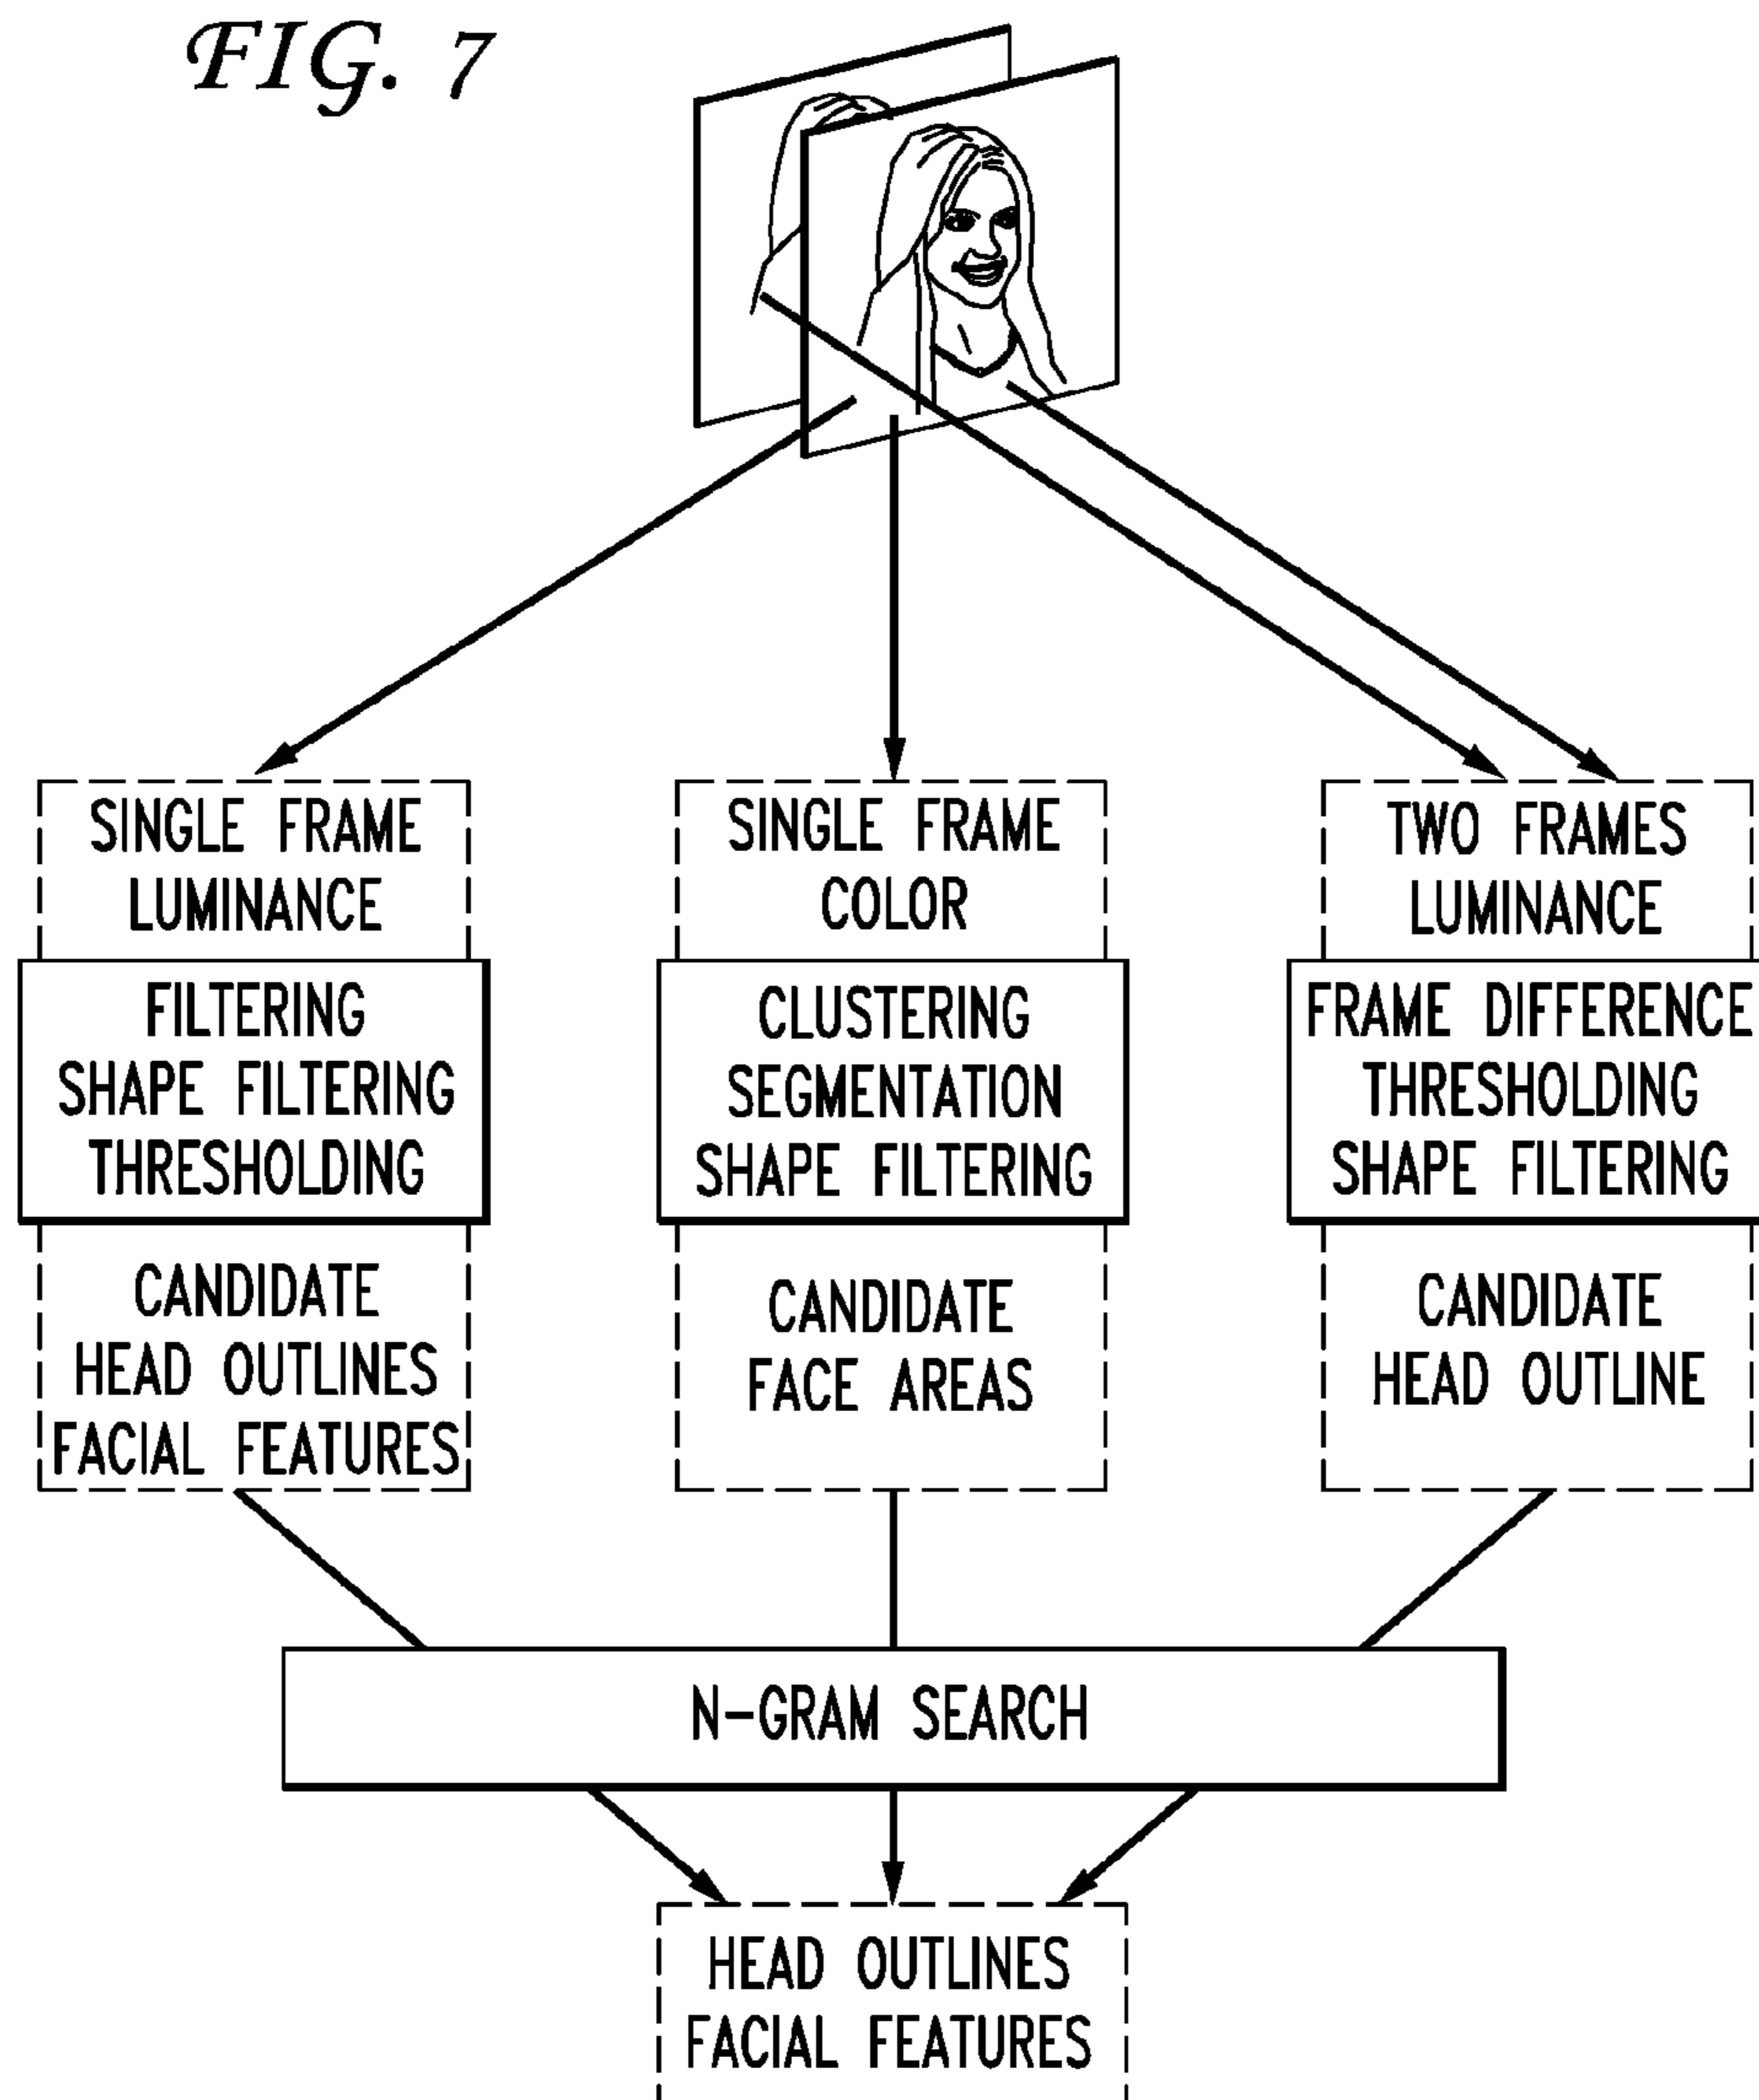 FIG. 7
SINGLE FRAME
LUMINANCE
FILTERING
SHAPE FILTERING
THRESHOLDING
CANDIDATE
HEAD OUTLINES
FACIAL FEATURES
SINGLE FRAME
COLOR
CLUSTERING
SEGMENTATION
SHAPE FILTERING
CANDIDATE
FACE AREAS
TWO FRAMES
LUMINANCE
FRAME DIFFERENCE
THRESHOLDING
SHAPE FILTERING
CANDIDATE
HEAD OUTLINE
N-GRAM SEARCH
HEAD OUTLINES
FACIAL FEATURES